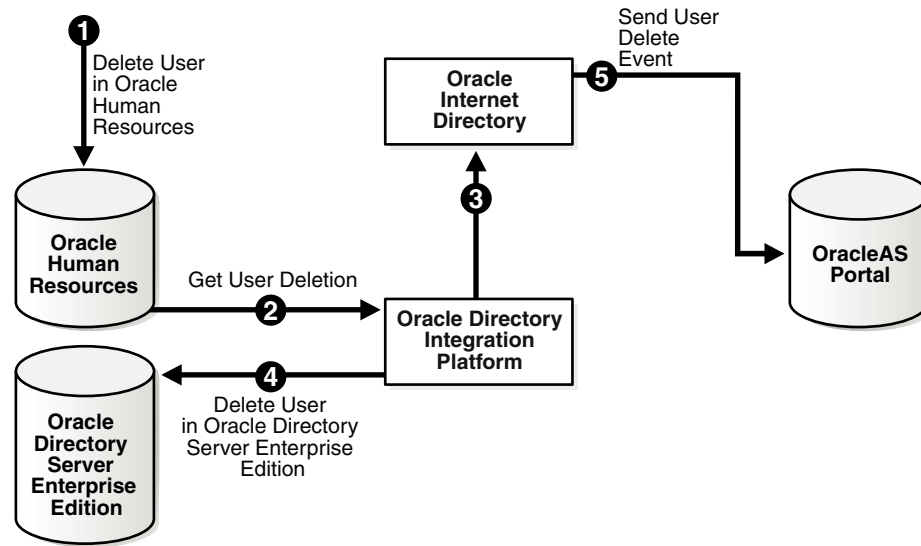 1
Delete User
in Oracle
Human
Resources
Oracle
Human
Resources
Get User Deletion
2
Oracle Directory
Integration
Platform
3
Oracle
Internet
Directory
4
Delete User
in Oracle Directory
Server Enterprise
Edition
Oracle
Directory
Server
Enterprise
Edition
Send User
Delete
Event
5
OracleAS
Portal